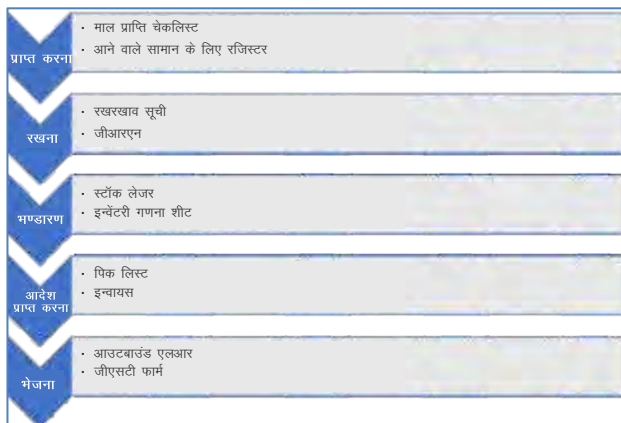 प्राप्त करना
माल प्राप्ति चेकलिस्ट
आने वाले सामान के लिए रजिस्टर
रखना
रखरखाव सूची
जीआरएन
भण्डारण
स्टॉक लेजर
इन्वेंटरी गणना शीट
आदेश
प्राप्त करना
पिक लिस्ट
इन्वायस
भेजना
आउटबाउंड एलआर
जीएसटी फार्म